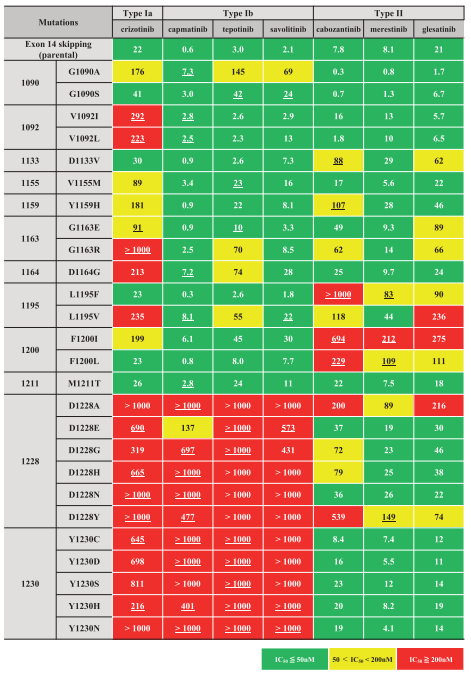 Mutations Type Ia Type Ib Type II
crizotinib capmatinib tepotinib savolitinib cabozantinib merestinib glesatinib
Exon 14 skipping (parental) 22 0.6 3.0 2.1 7.8 8.1 21
1090 G1090A 176 7.3 145 69 0.3 0.8 1.7
G1090S 41 3.0 42 24 0.7 1.3 6.7
1092 V1092I 292 2.8 2.6 2.9 16 13 5.7
V1092L 223 2.5 2.3 13 1.8 10 6.5
1133 D1133V 30 0.9 2.6 7.3 88 29 62
1155 V1155M 89 3.4 23 16 17 5.6 22
1159 Y1159H 181 0.9 22 8.1 107 28 46
1163 G1163E 91 0.9 10 3.3 49 9.3 89
G1163R > 1000 2.5 70 8.5 62 14 66
1164 D1164G 213 7.2 74 28 25 9.7 24
1195 L1195F 23 0.3 2.6 1.8 > 1000 83 90
L1195V 235 8.1 55 22 118 44 236
1200 F1200I 199 6.1 45 30 694 212 275
F1200L 23 0.8 8.0 7.7 229 109 111
1211 M1211T 26 2.8 24 11 22 7.5 18
1228 D1228A > 1000 > 1000 > 1000 > 1000 200 89 216
D1228E 690 137 > 1000 573 37 19 30
D1228G 319 697 > 1000 431 72 23 46
D1228H 665 > 1000 > 1000 > 1000 79 25 38
D1228N > 1000 > 1000 > 1000 > 1000 36 26 22
D1228Y > 1000 477 > 1000 > 1000 539 149 74
1230 Y1230C 645 > 1000 > 1000 > 1000 8.4 7.4 12
Y1230D 698 > 1000 > 1000 > 1000 16 5.5 11
Y1230S 811 > 1000 > 1000 > 1000 23 12 14
Y1230H 216 401 > 1000 > 1000 20 8.2 19
Y1230N > 1000 > 1000 > 1000 > 1000 19 4.1 14
IC50 ≦ 50nM 50 < IC50 < 200nM IC50 ≧ 200nM